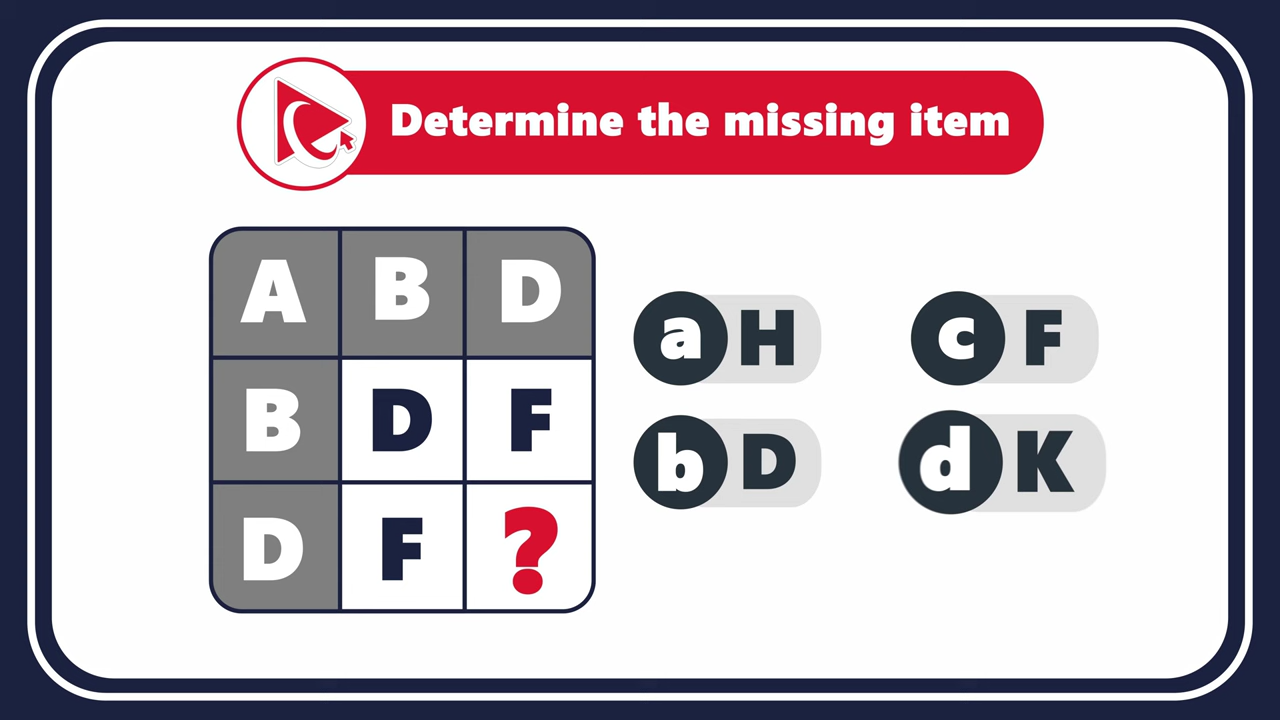 Determine the missing item
A B D
B D F
D F ?
a H
c F
b D
d K